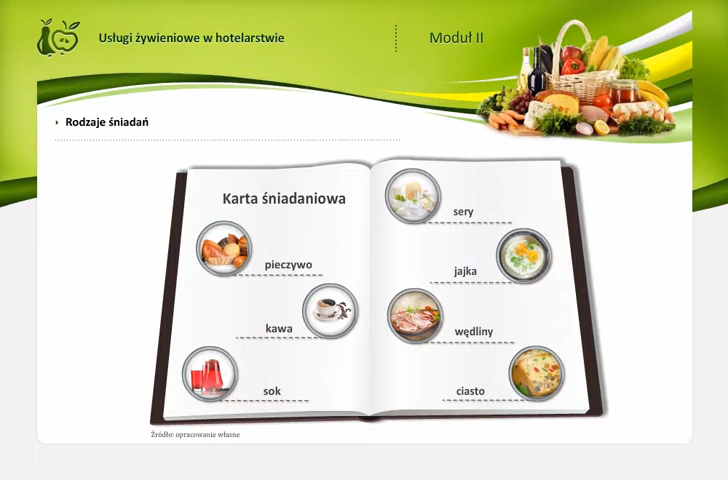 Usługi żywieniowe w hotelarstwie
Moduł II
Rodzaje śniadań
Karta śniadaniowa
pieczywo
kawa
sok
sery
jajka
wędliny
ciasto
Źródło: opracowanie własne